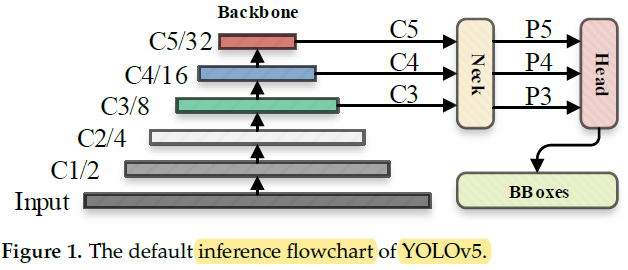 Backbone
C5/32
C5
P5
C4/16
C4
P4
C3/8
C3
P3
Neck
Head
C2/4
C1/2
BBoxes
Input
Figure 1. The default inference flowchart of YOLOv5.